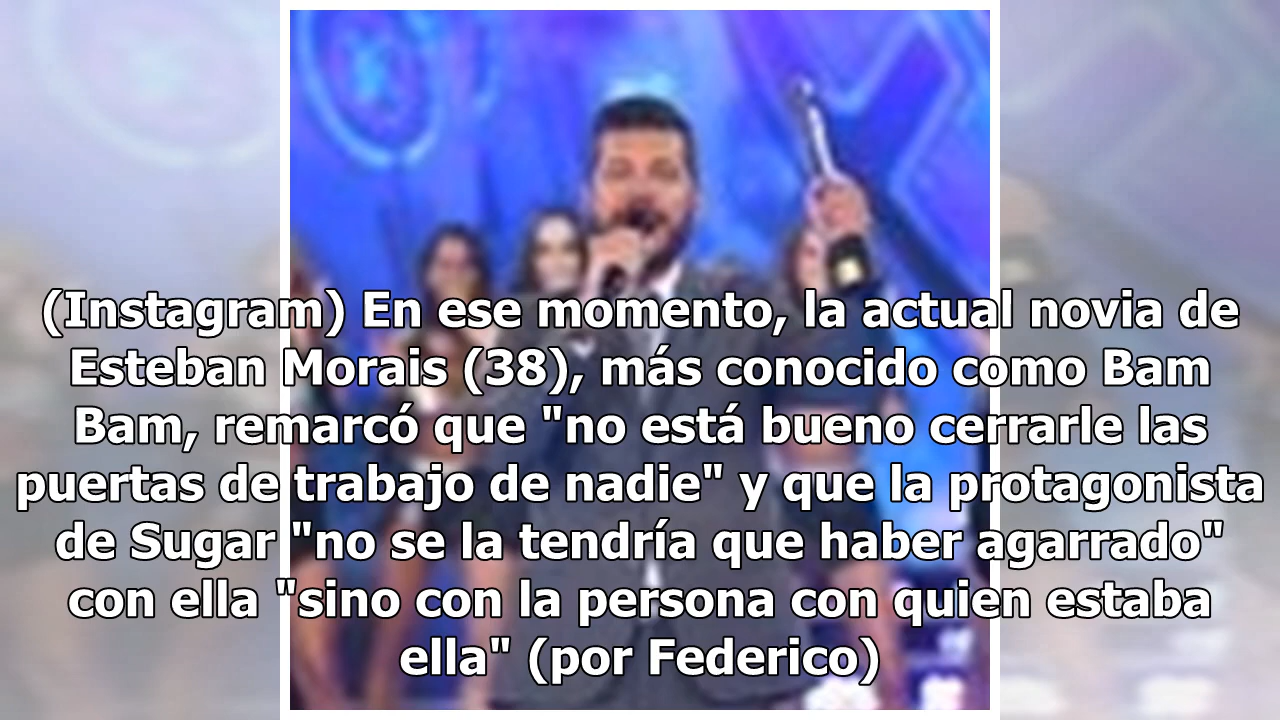 (Instagram) En ese momento, la actual novia de
Esteban Morais (38), más conocido como Bam
Bam, remarcó que "no está bueno cerrarle las
puertas de trabajo de nadie" y que la protagonista
de Sugar "no se la tendría que haber agarrado"
con ella "sino con la persona con quien estaba
ella" (por Federico)